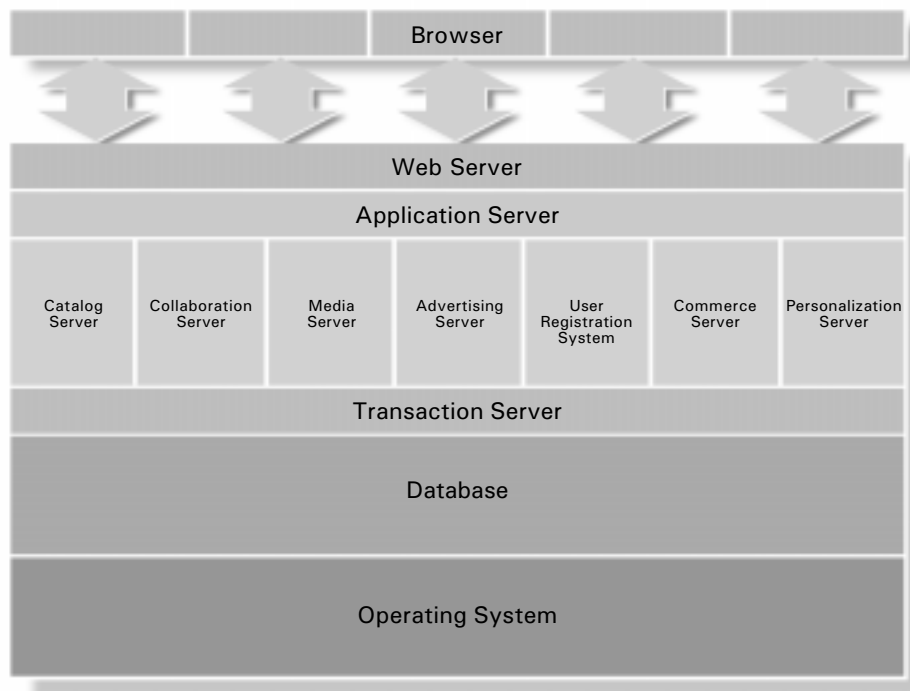 Browser
Web Server
Application Server
Catalog
Server
Collaboration
Server
Media
Server
Advertising
Server
User
Registration
System
Commerce
Server
Personalization
Server
Transaction Server
Database
Operating System